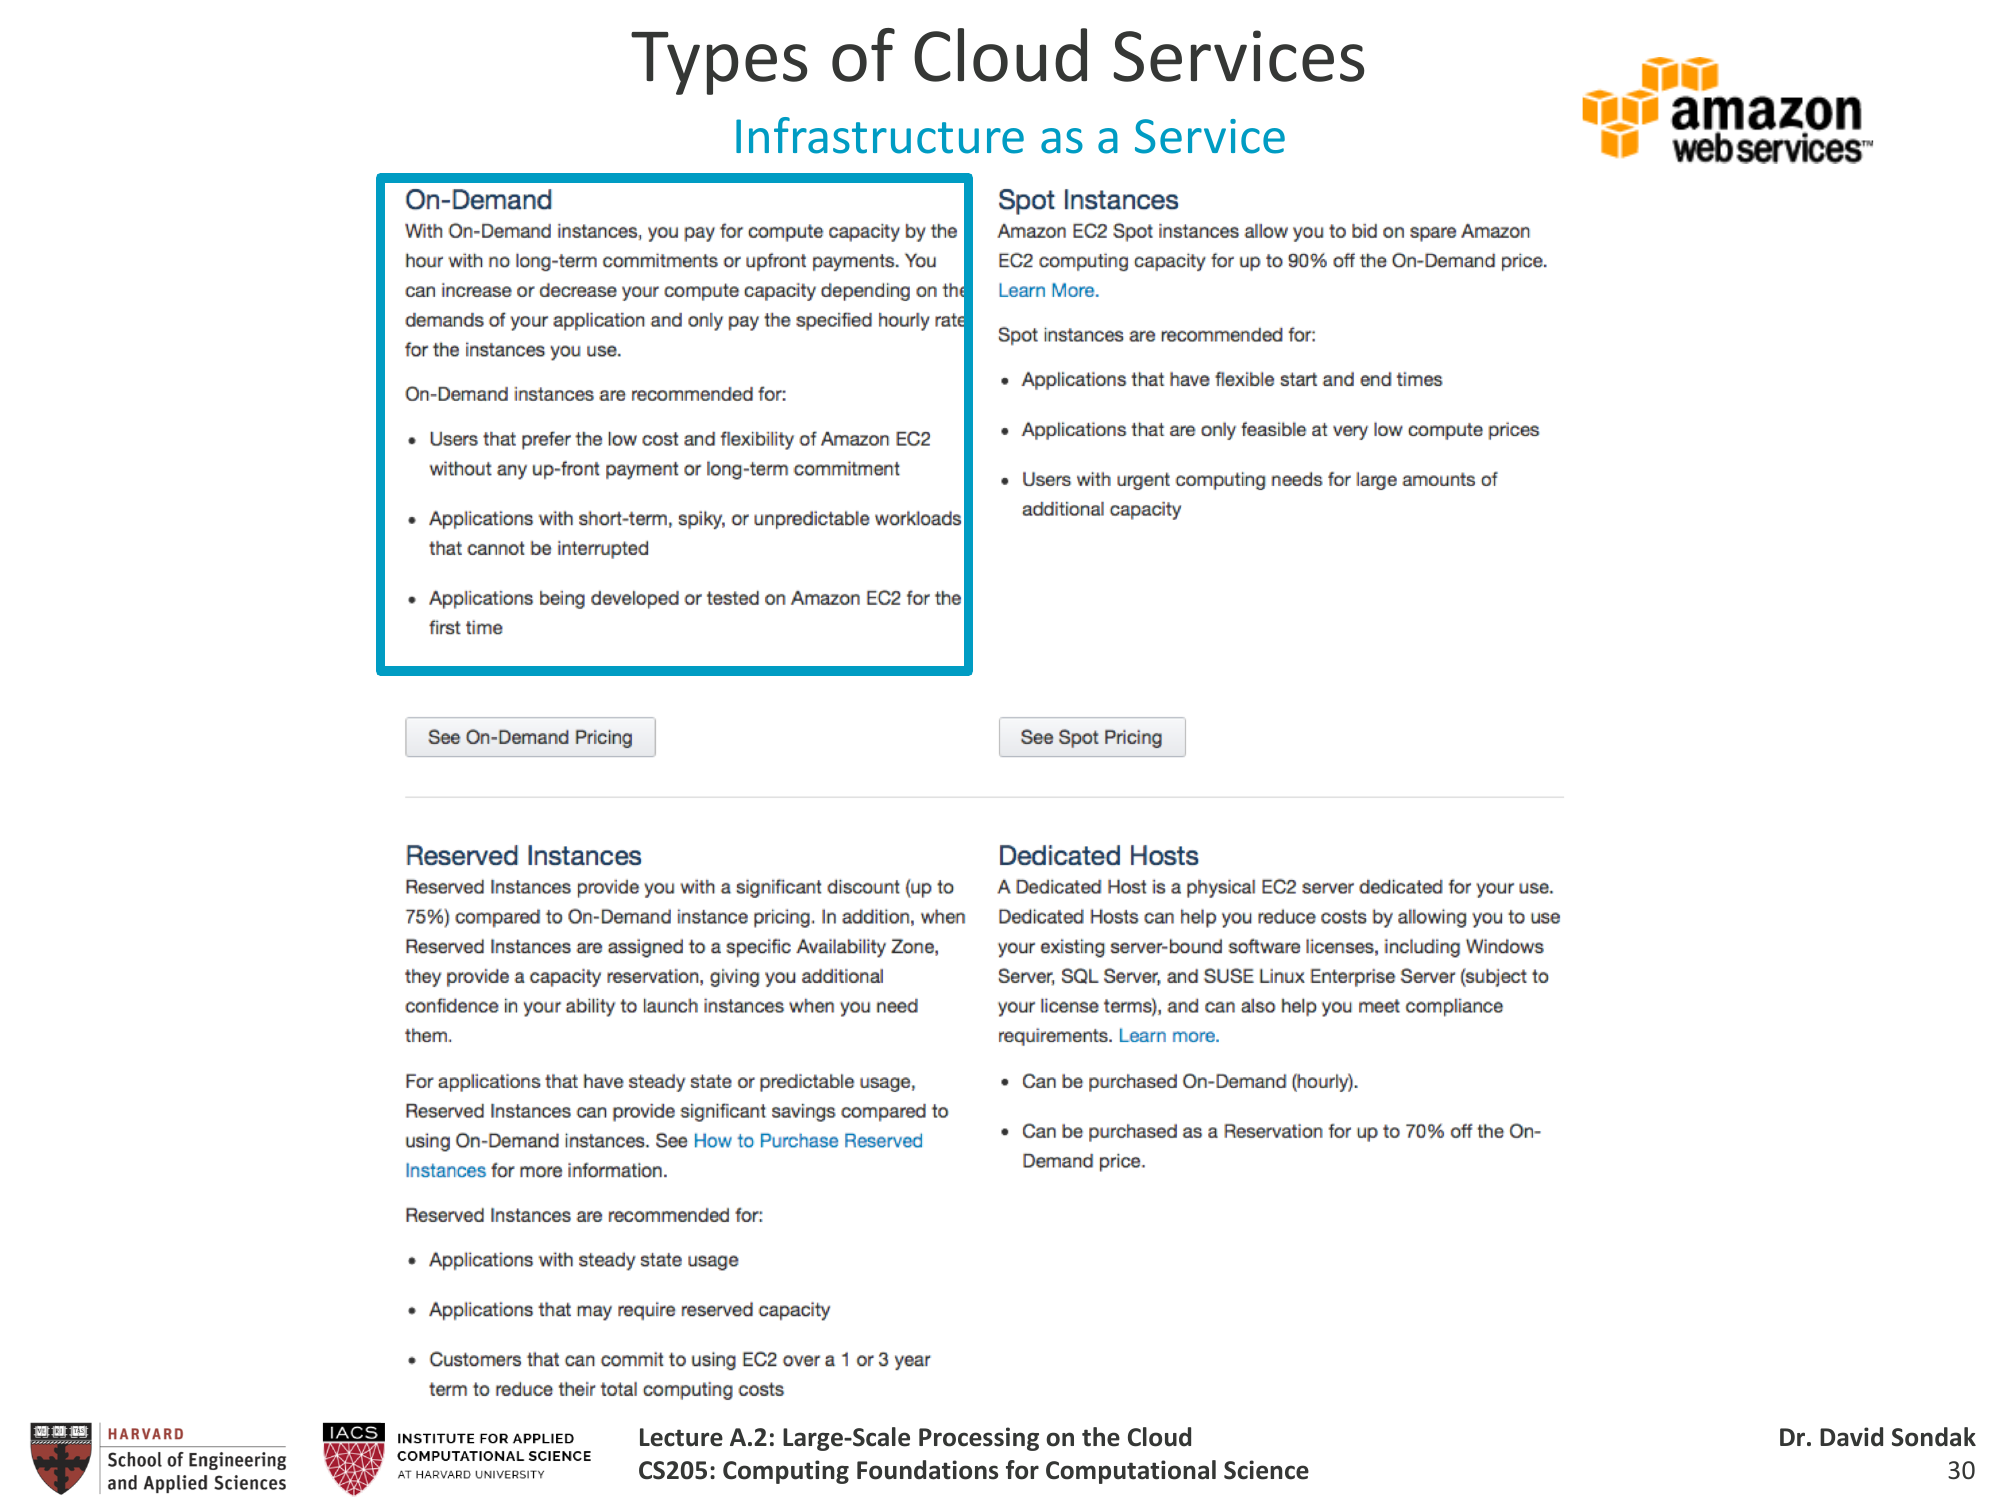 Types of Cloud Services
Infrastructure as a Service
amazon
webservices™
On-Demand
With On-Demand instances, you pay for compute capacity by the
hour with no long-term commitments or upfront payments. You
can increase or decrease your compute capacity depending on the
demands of your application and only pay the specified hourly rate
for the instances you use.
On-Demand instances are recommended for:
• Users that prefer the low cost and flexibility of Amazon EC2
without any up-front payment or long-term commitment
• Applications with short-term, spiky, or unpredictable workloads
that cannot be interrupted
• Applications being developed or tested on Amazon EC2 for the
first time
See On-Demand Pricing
Spot Instances
Amazon EC2 Spot instances allow you to bid on spare Amazon
EC2 computing capacity for up to 90% off the On-Demand price.
Learn More.
Spot instances are recommended for:
• Applications that have flexible start and end times
• Applications that are only feasible at very low compute prices
• Users with urgent computing needs for large amounts of
additional capacity
See Spot Pricing
Reserved Instances
Reserved Instances provide you with a significant discount (up to
75%) compared to On-Demand instance pricing. In addition, when
Reserved Instances are assigned to a specific Availability Zone,
they provide a capacity reservation, giving you additional
confidence in your ability to launch instances when you need
them.
For applications that have steady state or predictable usage,
Reserved Instances can provide significant savings compared to
using On-Demand instances. See How to Purchase Reserved
Instances for more information.
Reserved Instances are recommended for:
• Applications with steady state usage
• Applications that may require reserved capacity
• Customers that can commit to using EC2 over a 1 or 3 year
term to reduce their total computing costs
Dedicated Hosts
A Dedicated Host is a physical EC2 server dedicated for your use.
Dedicated Hosts can help you reduce costs by allowing you to use
your existing server-bound software licenses, including Windows
Server, SQL Server, and SUSE Linux Enterprise Server (subject to
your license terms), and can also help you meet compliance
requirements. Learn more.
• Can be purchased On-Demand (hourly).
• Can be purchased as a Reservation for up to 70% off the On-
Demand price.
HARVARD
School of Engineering
and Applied Sciences
IACS
INSTITUTE FOR APPLIED
COMPUTATIONAL SCIENCE
AT HARVARD UNIVERSITY
Lecture A.2: Large-Scale Processing on the Cloud
CS205: Computing Foundations for Computational Science
Dr. David Sondak
30